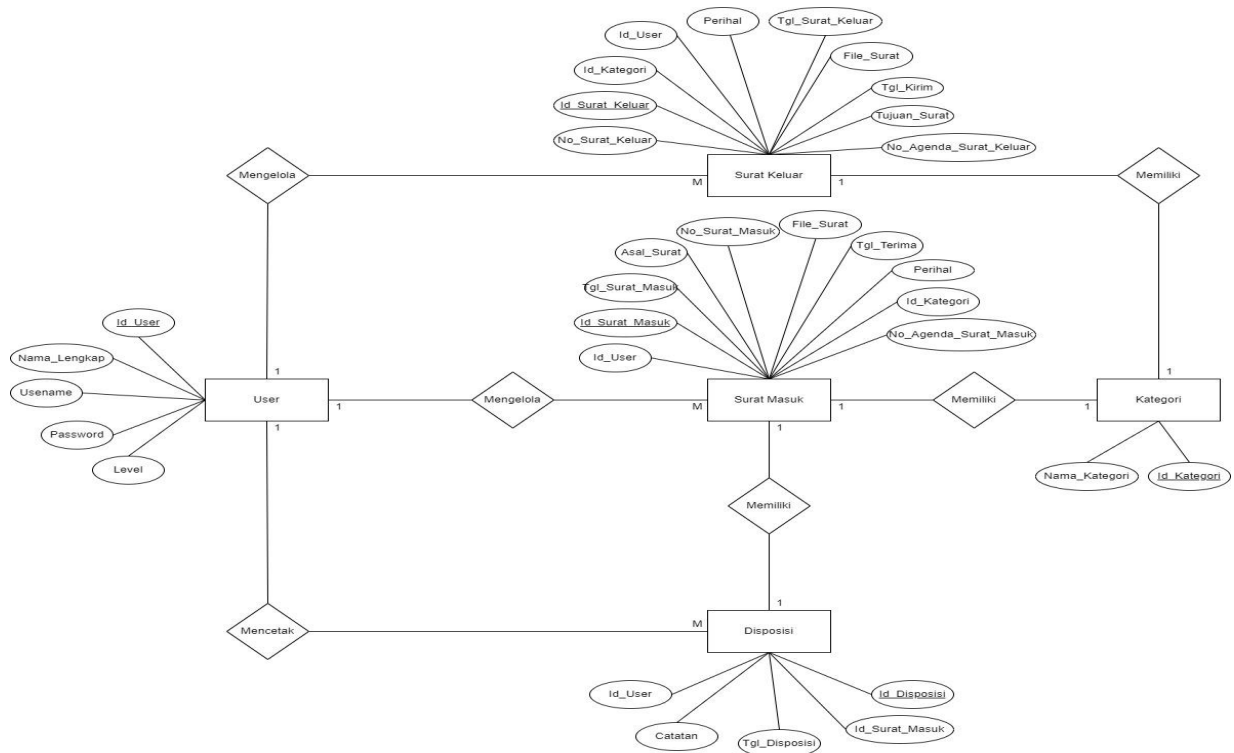 Perihal
Tgl_Surat_Keluar
Id_User
File_Surat
Id_Kategori
Tgl_Kirim
Id_Surat_Keluar
Tujuan_Surat
No_Surat_Keluar
No_Agenda_Surat_Keluar
Mengelola
M
Surat Keluar
1
Memiliki
No_Surat_Masuk
File_Surat
Asal_Surat
Tgl_Terima
Tgl_Surat_Masuk
Perihal
Id_Surat_Masuk
Id_Kategori
Id_User
No_Agenda_Surat_Masuk
Id_User
Nama_Lengkap
Usename
Password
Level
1
User
1
1
Mengelola
M
Surat Masuk
1
1
Memiliki
1
1
Kategori
Nama_Kategori
Id_Kategori
Memiliki
1
Mencetak
M
Disposisi
Id_User
Id_Disposisi
Catatan
Tgl_Disposisi
Id_Surat_Masuk